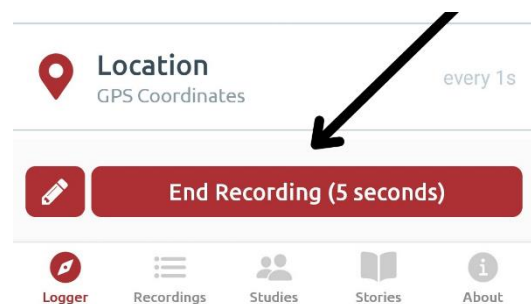 Location
GPS Coordinates
every 1s
End Recording (5 seconds)
Logger Recordings Studies Stories About